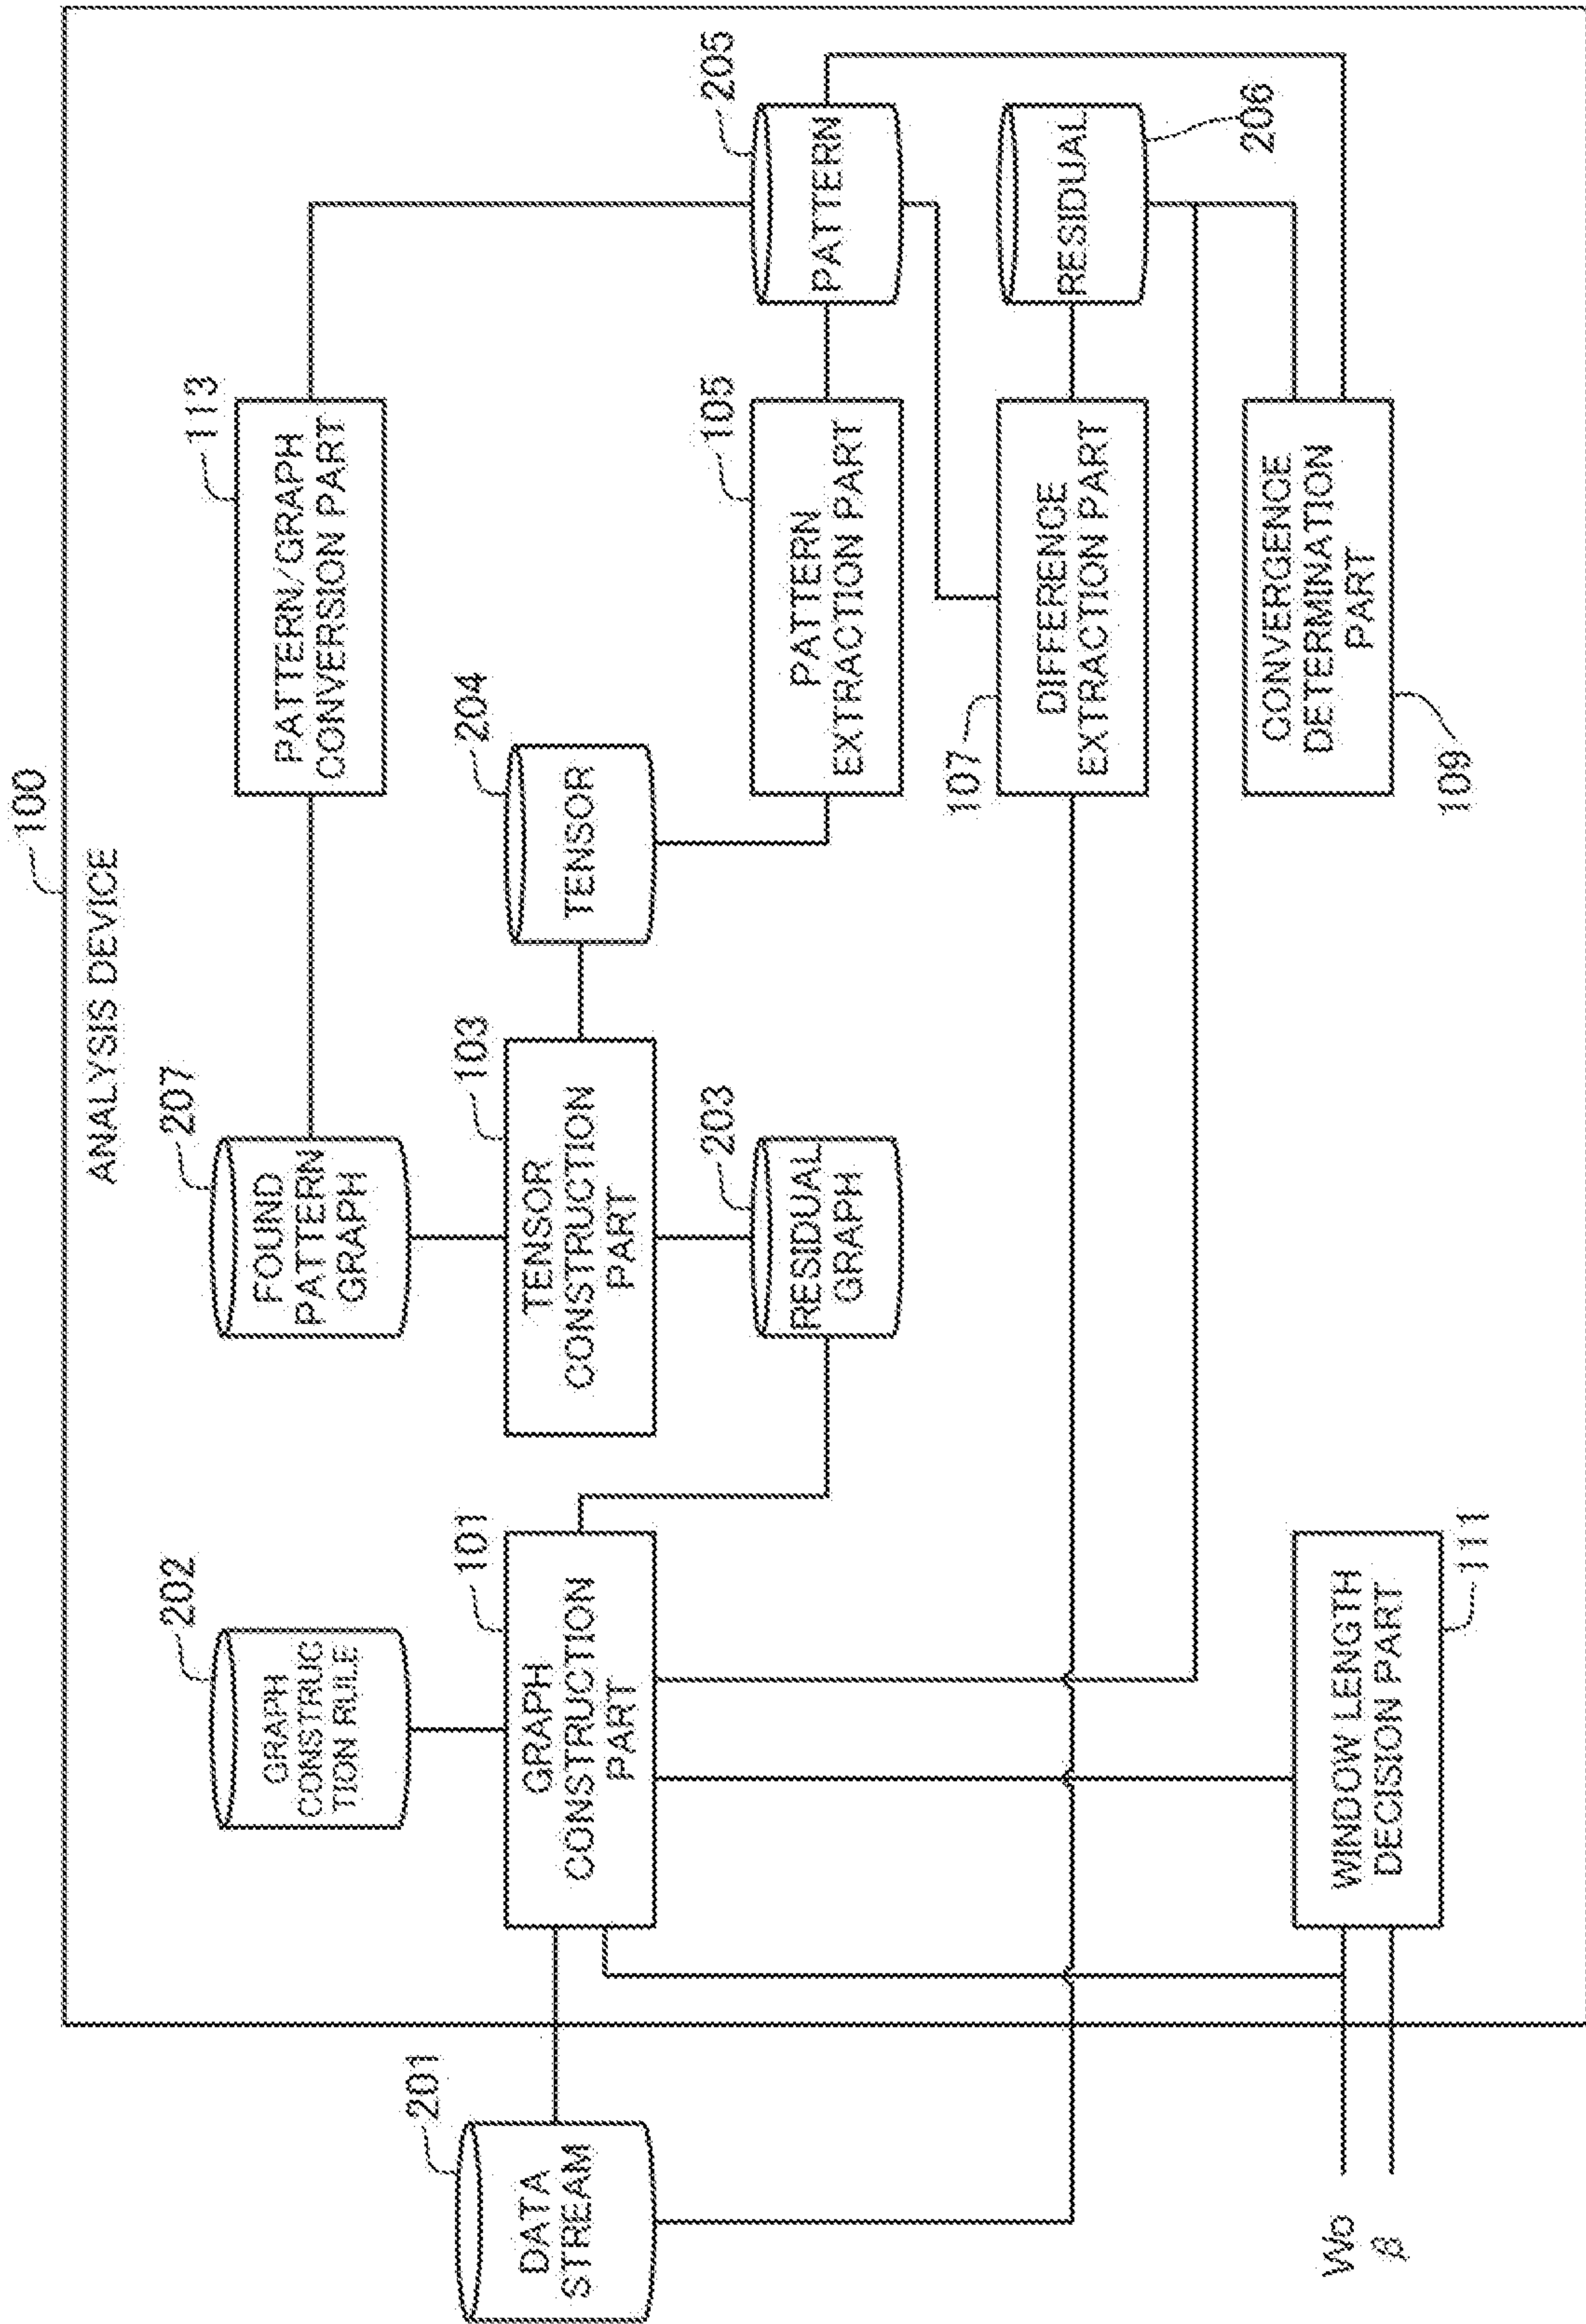 100
ANALYSIS DEVICE
202
GRAPH
CONSTRUC
TION RULE
207
FOUND
PATTERN
GRAPH
113
PATTERN/GRAPH
CONVERSION PART
201
DATA
STREAM
101
GRAPH
CONSTRUCTION
PART
103
TENSOR
CONSTRUCTION
PART
204
TENSOR
203
RESIDUAL
GRAPH
105
PATTERN
EXTRACTION PART
205
PATTERN
107
DIFFERENCE
EXTRACTION PART
RESIDUAL
206
Wo
β
WINDOW LENGTH
DECISION PART
111
CONVERGENCE
DETERMINATION
PART
109